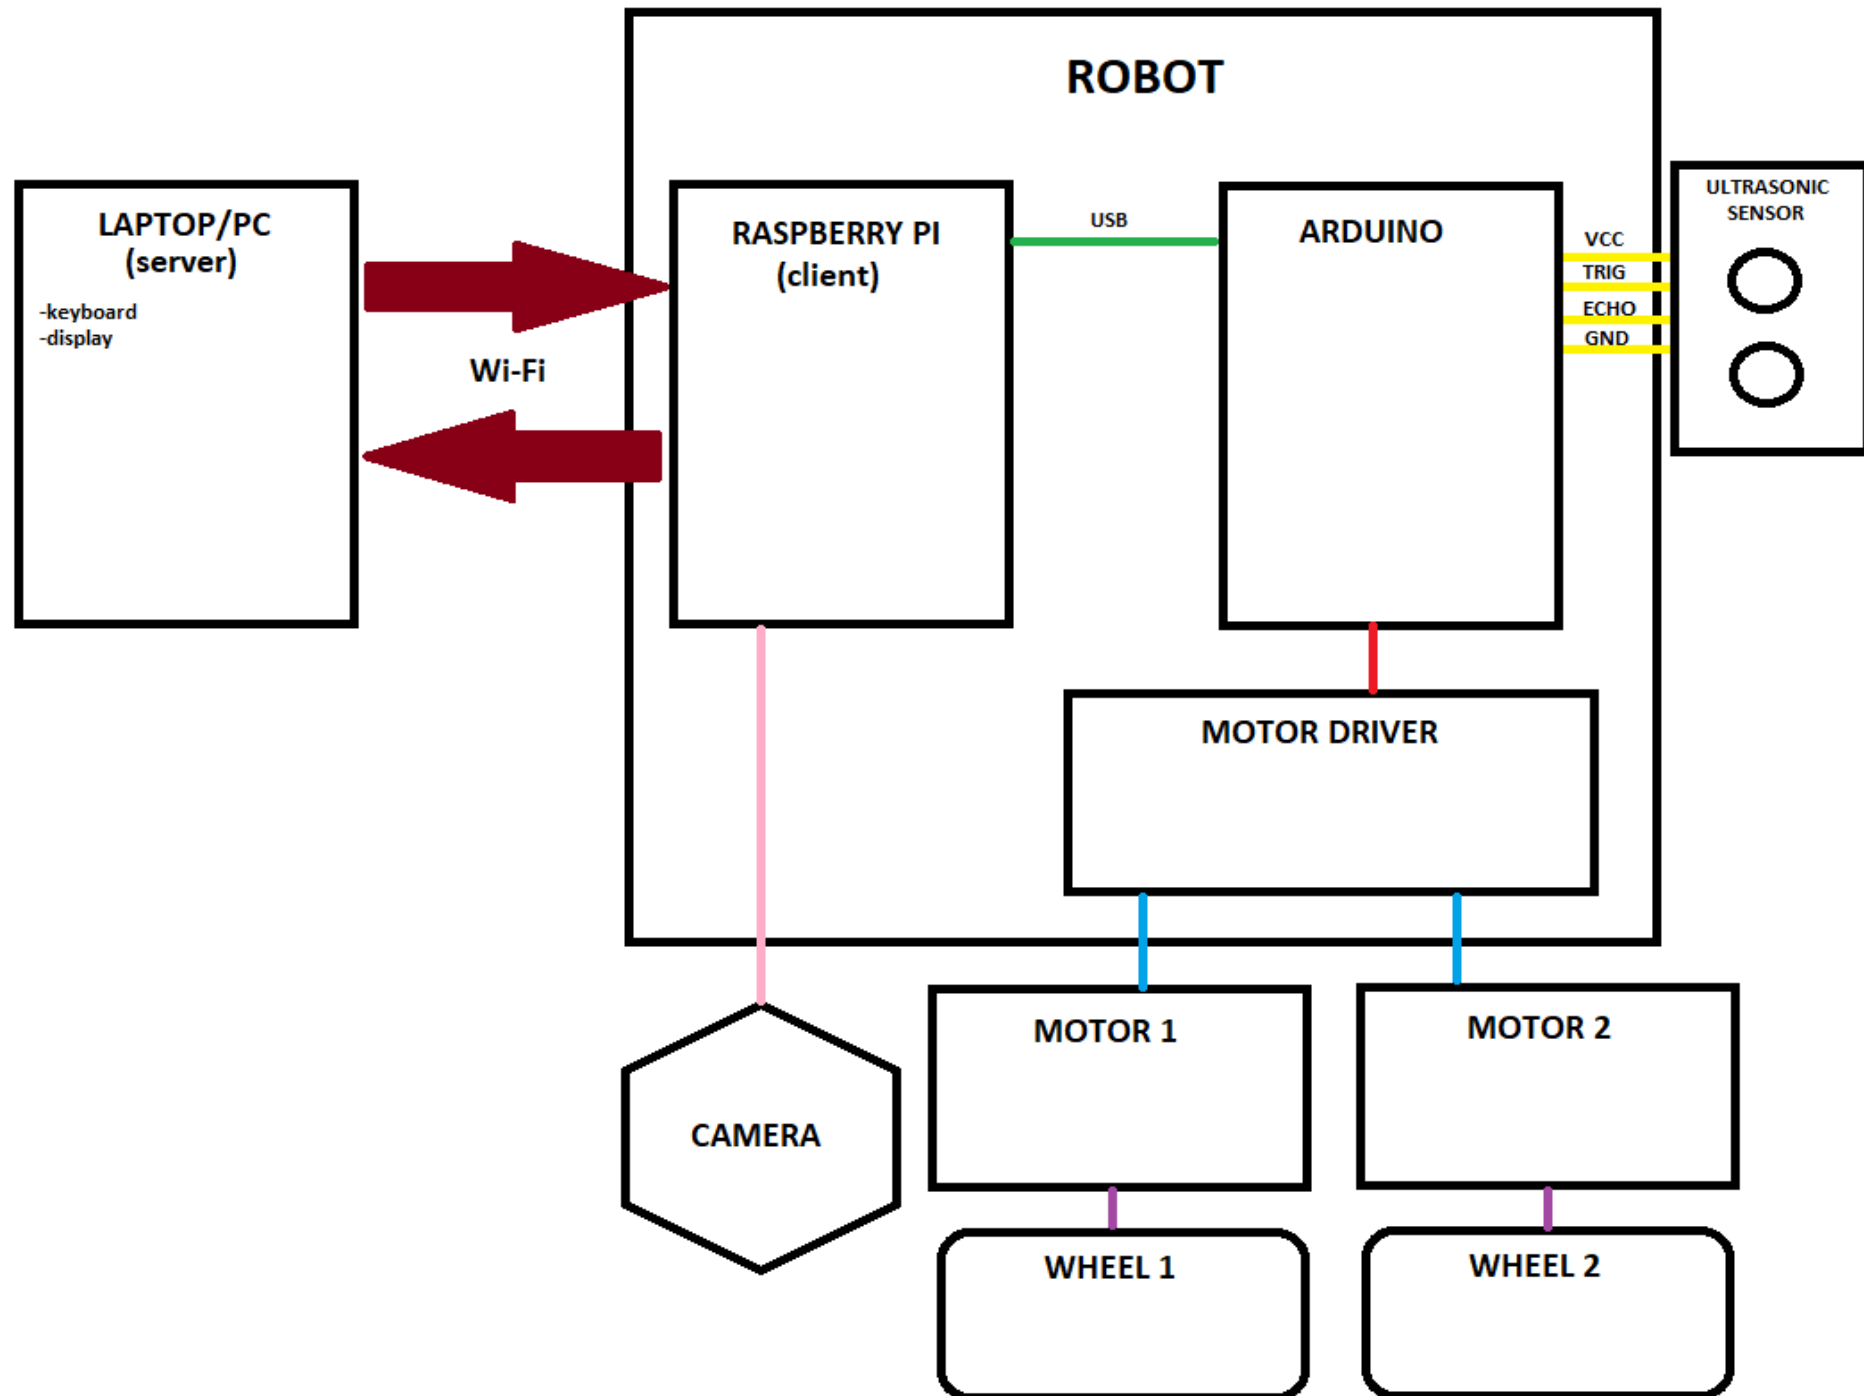 ROBOT
LAPTOP/PC
(server)
-keyboard
-display
Wi-Fi
RASPBERRY PI
(client)
USB
ARDUINO
VCC
TRIG
ECHO
GND
ULTRASONIC
SENSOR
MOTOR DRIVER
MOTOR 1
MOTOR 2
CAMERA
WHEEL 1
WHEEL 2